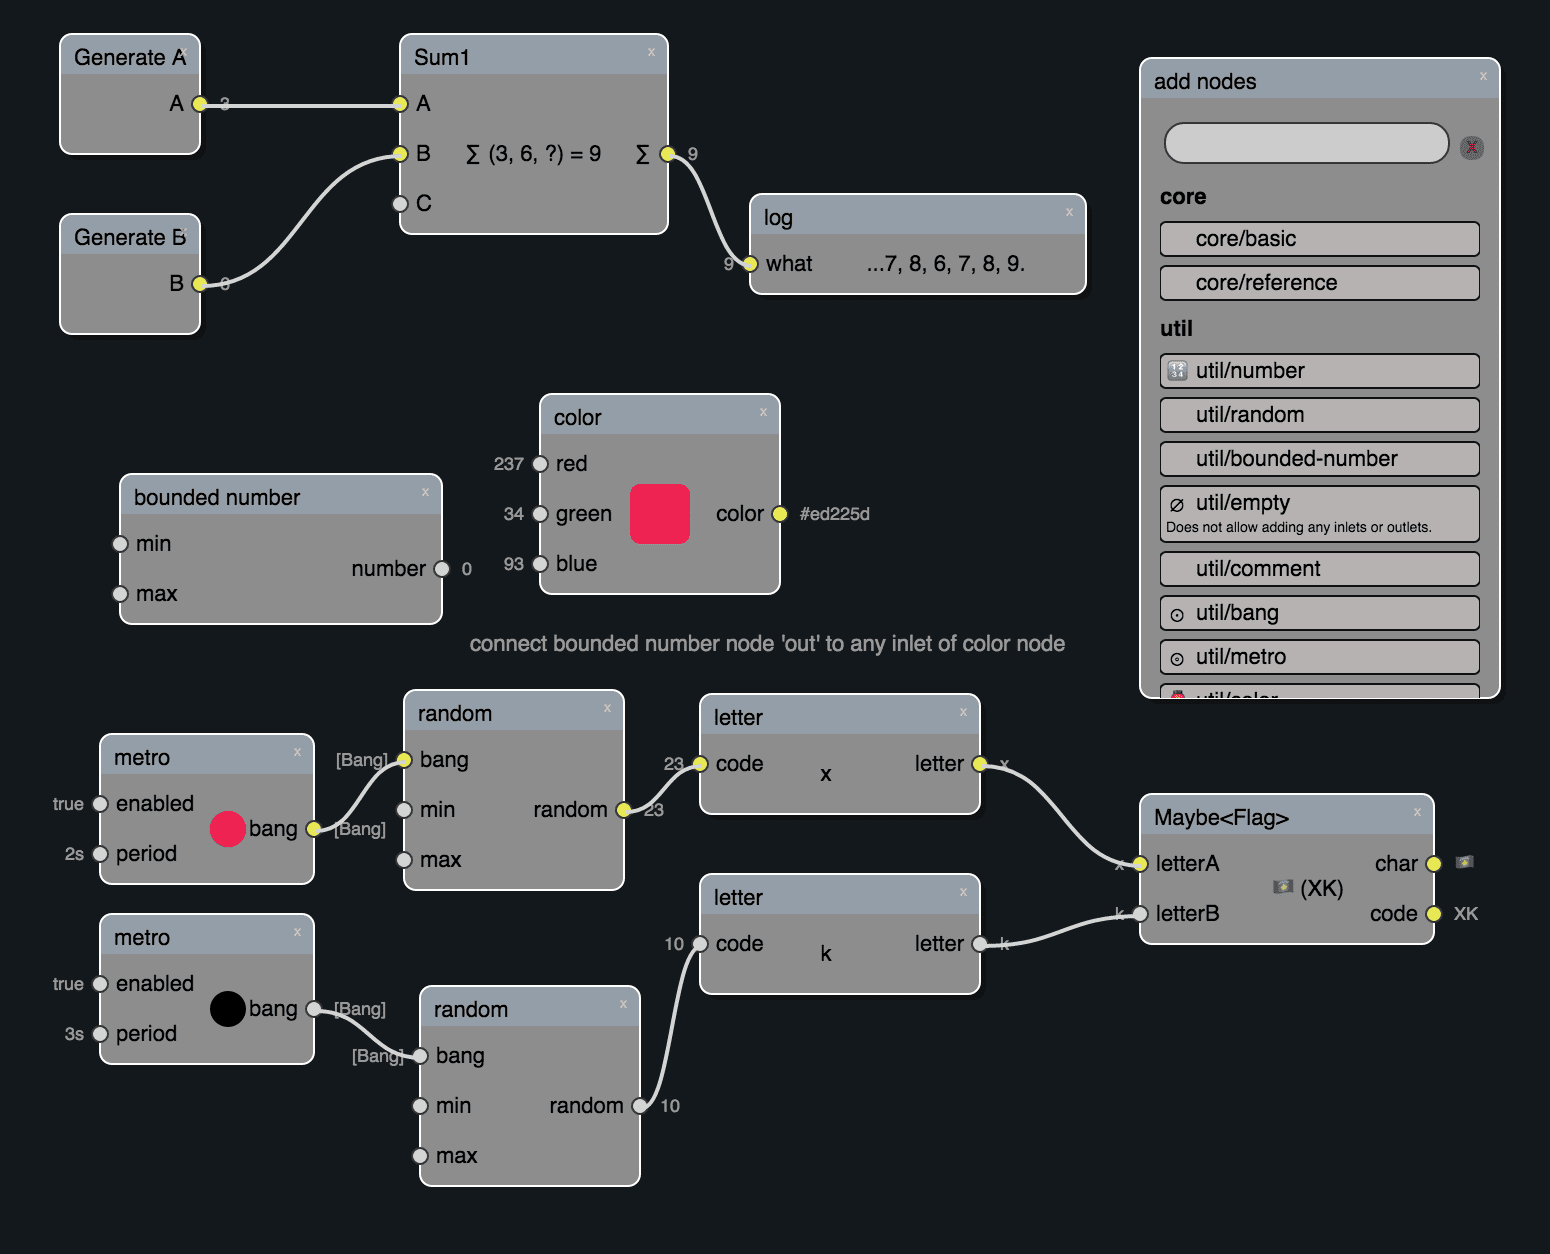 Generate A x
A 3
Sum1 x
A
B ∑ (3, 6, ?) = 9 ∑ 9
C
Generate B x
B 6
log x
9 what ...7, 8, 6, 7, 8, 9.
add nodes x
X
core
core/basic
core/reference
util
util/number
util/random
util/bounded-number
∅ util/empty
Does not allow adding any inlets or outlets.
util/comment
util/bang
util/metro
util/color
color x
237 red
34 green color #ed225d
93 blue
bounded number x
min
number 0
max
connect bounded number node 'out' to any inlet of color node
metro x
true enabled
bang [Bang]
2s period
random x
[Bang] bang
min random 23
max
letter x
23 code x letter x
metro x
true enabled
bang [Bang]
3s period
random x
[Bang] bang
min random 10
max
letter x
10 code k letter k
Maybe<Flag> x
x letterA char
🇽🇰 (XK)
k letterB code XK